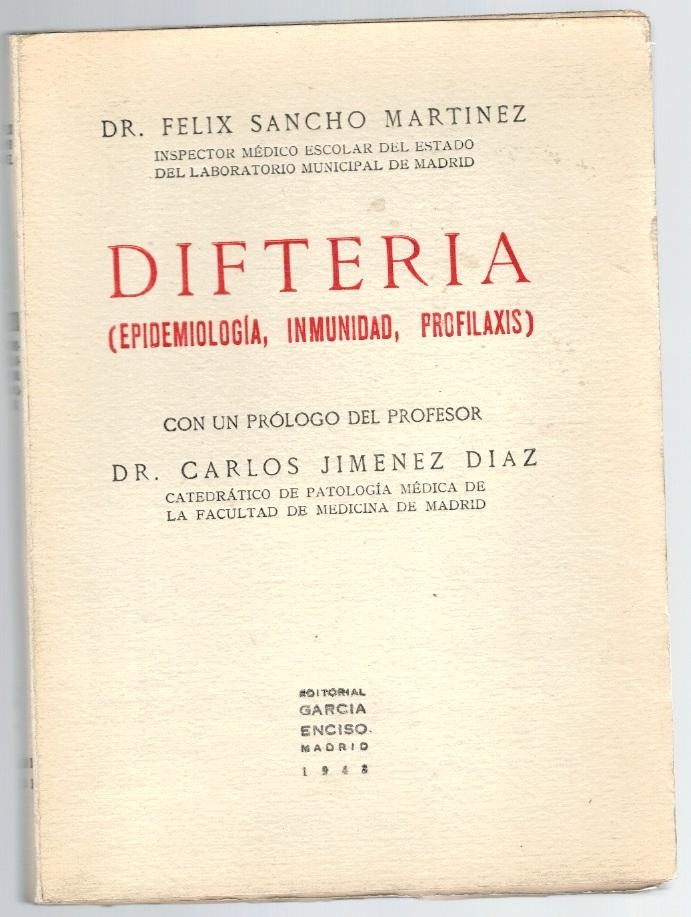 DR. FELIX SANCHO MARTINEZ
INSPECTOR MÉDICO ESCOLAR DEL ESTADO
DEL LABORATORIO MUNICIPAL DE MADRID
DIFTERIA
(EPIDEMIOLOGÍA, INMUNIDAD, PROFILAXIS)
CON UN PRÓLOGO DEL PROFESOR
DR. CARLOS JIMENEZ DIAZ
CATEDRÁTICO DE PATOLOGÍA MÉDICA DE
LA FACULTAD DE MEDICINA DE MADRID
EDITORIAL
GARCIA
ENCISO.
MADRID